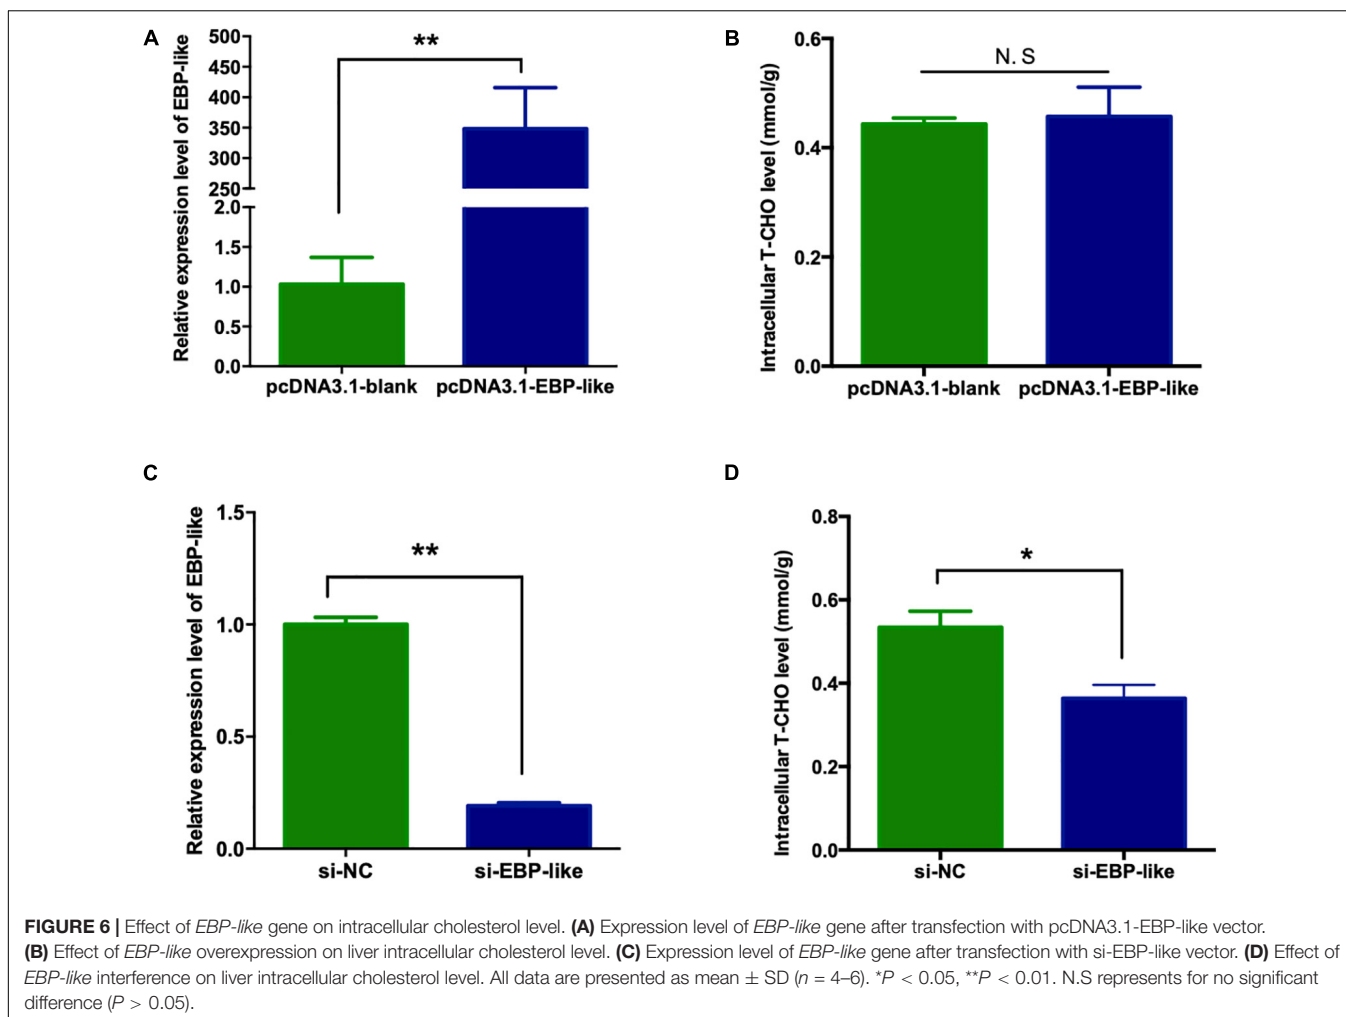 A
Relative expression level of EBP-like
500
450
400
350
300
250
2.0
1.5
1.0
0.5
0.0
**
pcDNA3.1-blank pcDNA3.1-EBP-like
B
Intracellular T-CHO level (mmol/g)
0.6
0.4
0.2
0.0
N. S
pcDNA3.1-blank pcDNA3.1-EBP-like
C
Relative expression level of EBP-like
1.5
1.0
0.5
0.0
**
si-NC si-EBP-like
D
Intracellular T-CHO level (mmol/g)
0.8
0.6
0.4
0.2
0.0
*
si-NC si-EBP-like
FIGURE 6 | Effect of EBP-like gene on intracellular cholesterol level. (A) Expression level of EBP-like gene after transfection with pcDNA3.1-EBP-like vector.
(B) Effect of EBP-like overexpression on liver intracellular cholesterol level. (C) Expression level of EBP-like gene after transfection with si-EBP-like vector. (D) Effect of
EBP-like interference on liver intracellular cholesterol level. All data are presented as mean ± SD (n = 4–6). *P < 0.05, **P < 0.01. N.S represents for no significant
difference (P > 0.05).